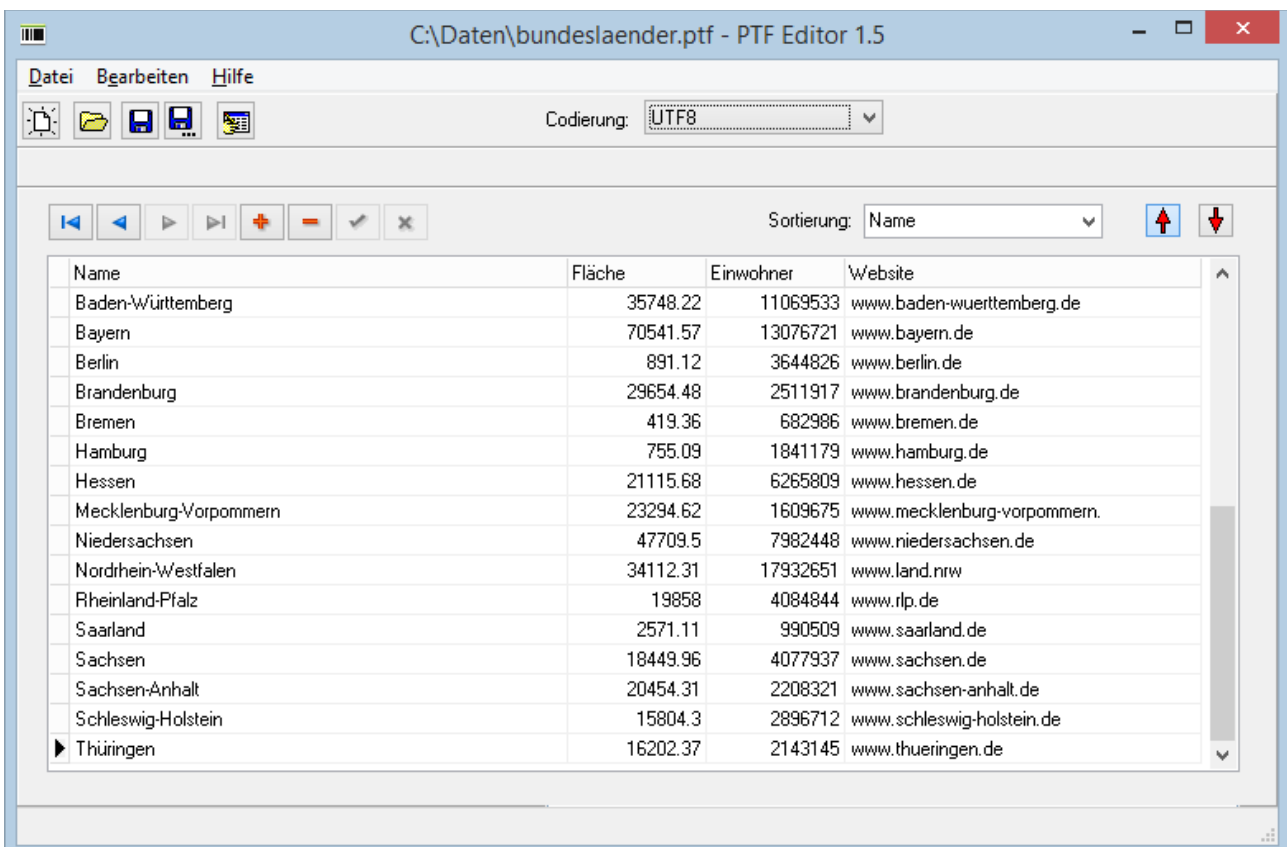 C:\Daten\bundeslaender.ptf - PTF Editor 1.5
Datei Bearbeiten Hilfe
Codierung: UTF8
Sortierung: Name
Name Fläche Einwohner Website
Baden-Württemberg 35748.22 11069533 www.baden-wuerttemberg.de
Bayern 70541.57 13076721 www.bayern.de
Berlin 891.12 3644826 www.berlin.de
Brandenburg 29654.48 2511917 www.brandenburg.de
Bremen 419.36 682986 www.bremen.de
Hamburg 755.09 1841179 www.hamburg.de
Hessen 21115.68 6265809 www.hessen.de
Mecklenburg-Vorpommern 23294.62 1609675 www.mecklenburg-vorpommern.
Niedersachsen 47709.5 7982448 www.niedersachsen.de
Nordrhein-Westfalen 34112.31 17932651 www.land.nrw
Rheinland-Pfalz 19858 4084844 www.rlp.de
Saarland 2571.11 990509 www.saarland.de
Sachsen 18449.96 4077937 www.sachsen.de
Sachsen-Anhalt 20454.31 2208321 www.sachsen-anhalt.de
Schleswig-Holstein 15804.3 2896712 www.schleswig-holstein.de
Thüringen 16202.37 2143145 www.thueringen.de